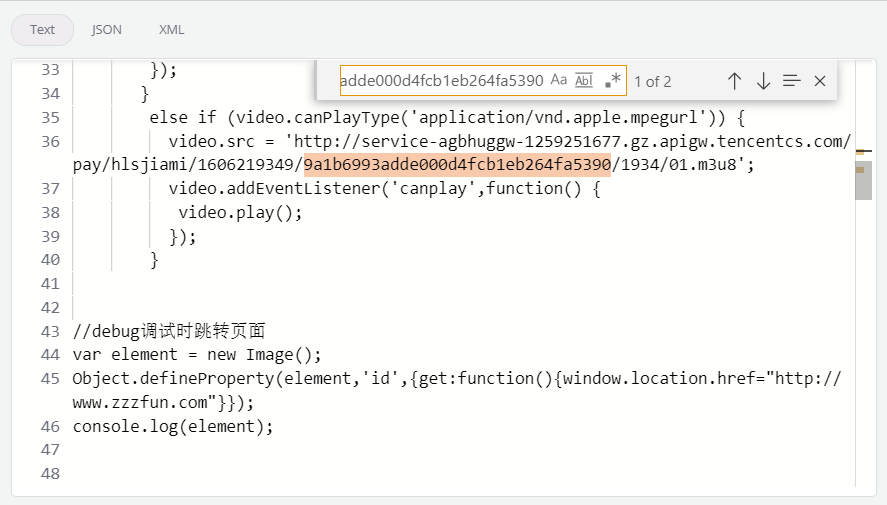 Text JSON XML
adde000d4fcb1eb264fa5390 Aa Abl .* 1 of 2
33 });
34 }
35 else if (video.canPlayType('application/vnd.apple.mpegurl')) {
36 video.src = 'http://service-agbhuggw-1259251677.gz.apigw.tencentcs.com/
pay/hlsjiami/1606219349/9a1b6993adde000d4fcb1eb264fa5390/1934/01.m3u8';
37 video.addEventListener('canplay',function() {
38 video.play();
39 });
40 }
41
42
43 //debug调试时跳转页面
44 var element = new Image();
45 Object.defineProperty(element,'id',{get:function(){window.location.href="http://
www.zzzfun.com"}});
46 console.log(element);
47
48